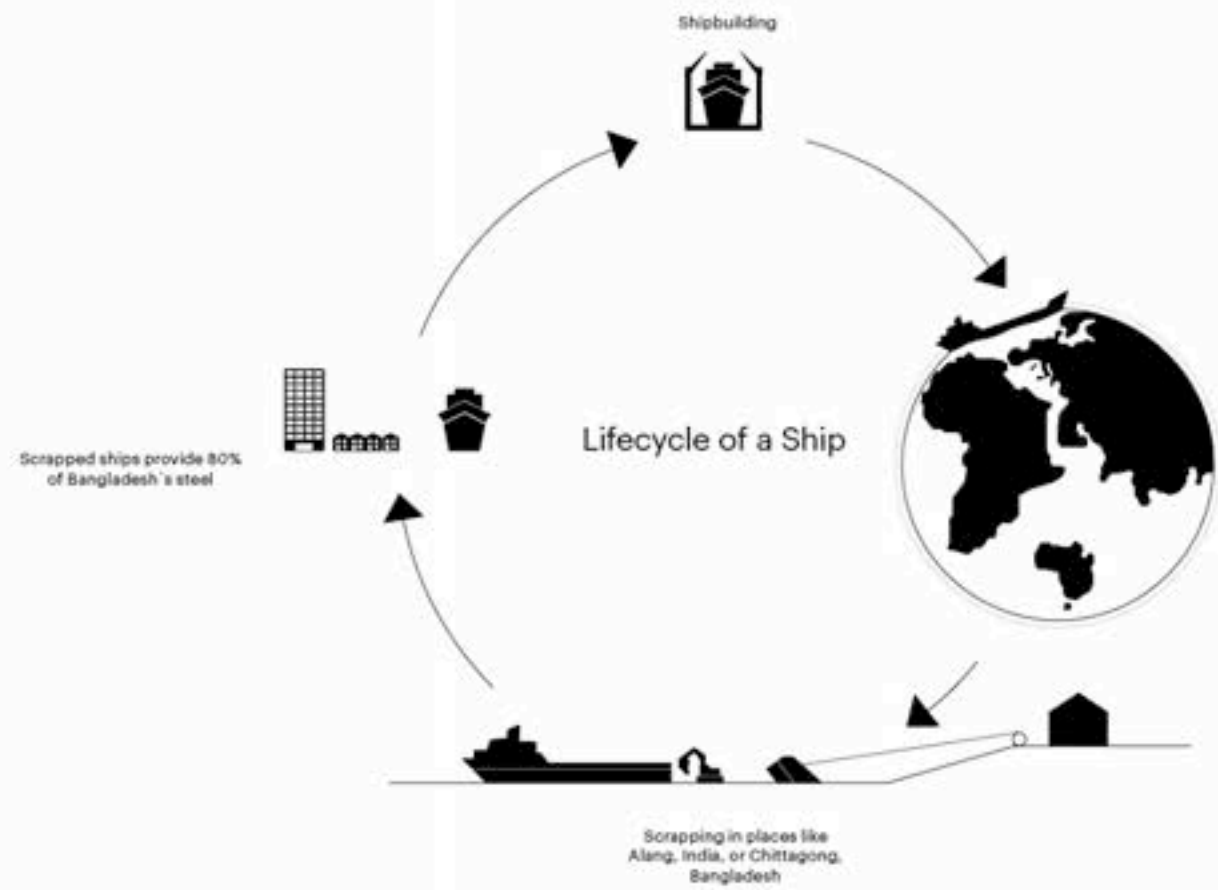 Shipbuilding
Lifecycle of a Ship
Scrapped ships provide 80%
of Bangladesh`s steel
Scrapping in places like
Alang, India, or Chittagong,
Bangladesh